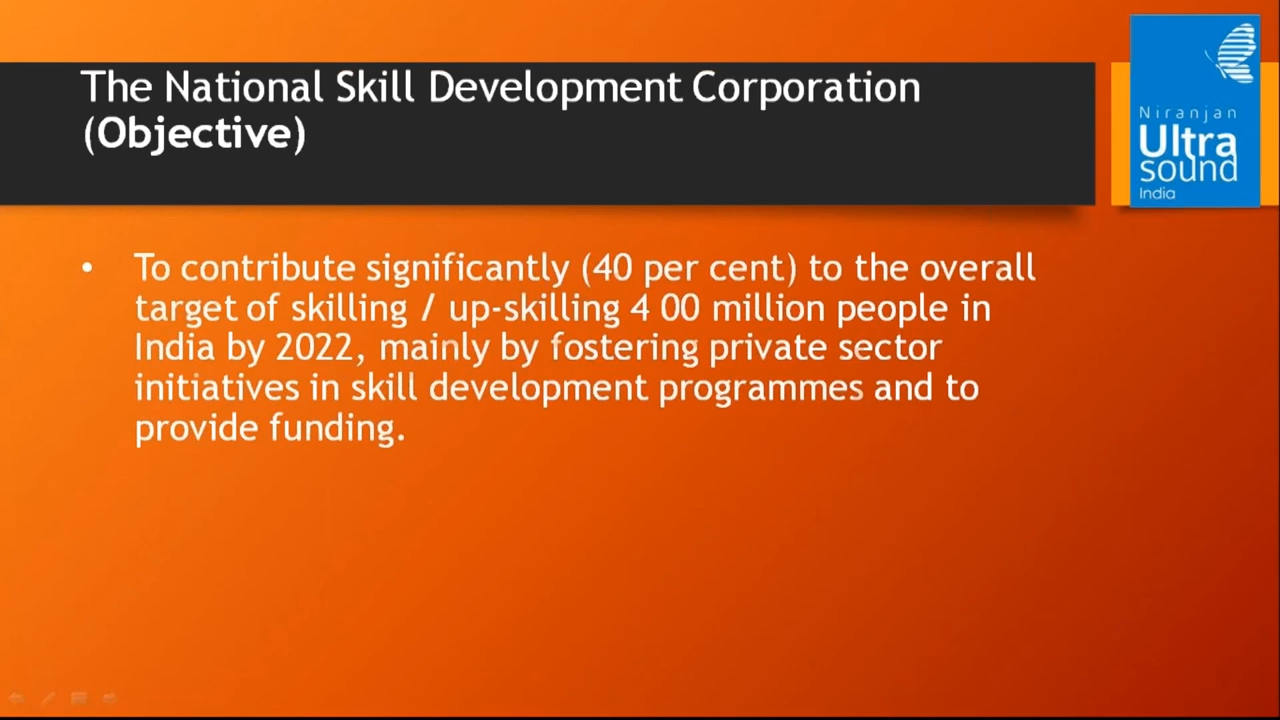 The National Skill Development Corporation
(Objective)
Niranjan
Ultra
sound
India
• To contribute significantly (40 per cent) to the overall
target of skilling / up-skilling 4 00 million people in
India by 2022, mainly by fostering private sector
initiatives in skill development programmes and to
provide funding.